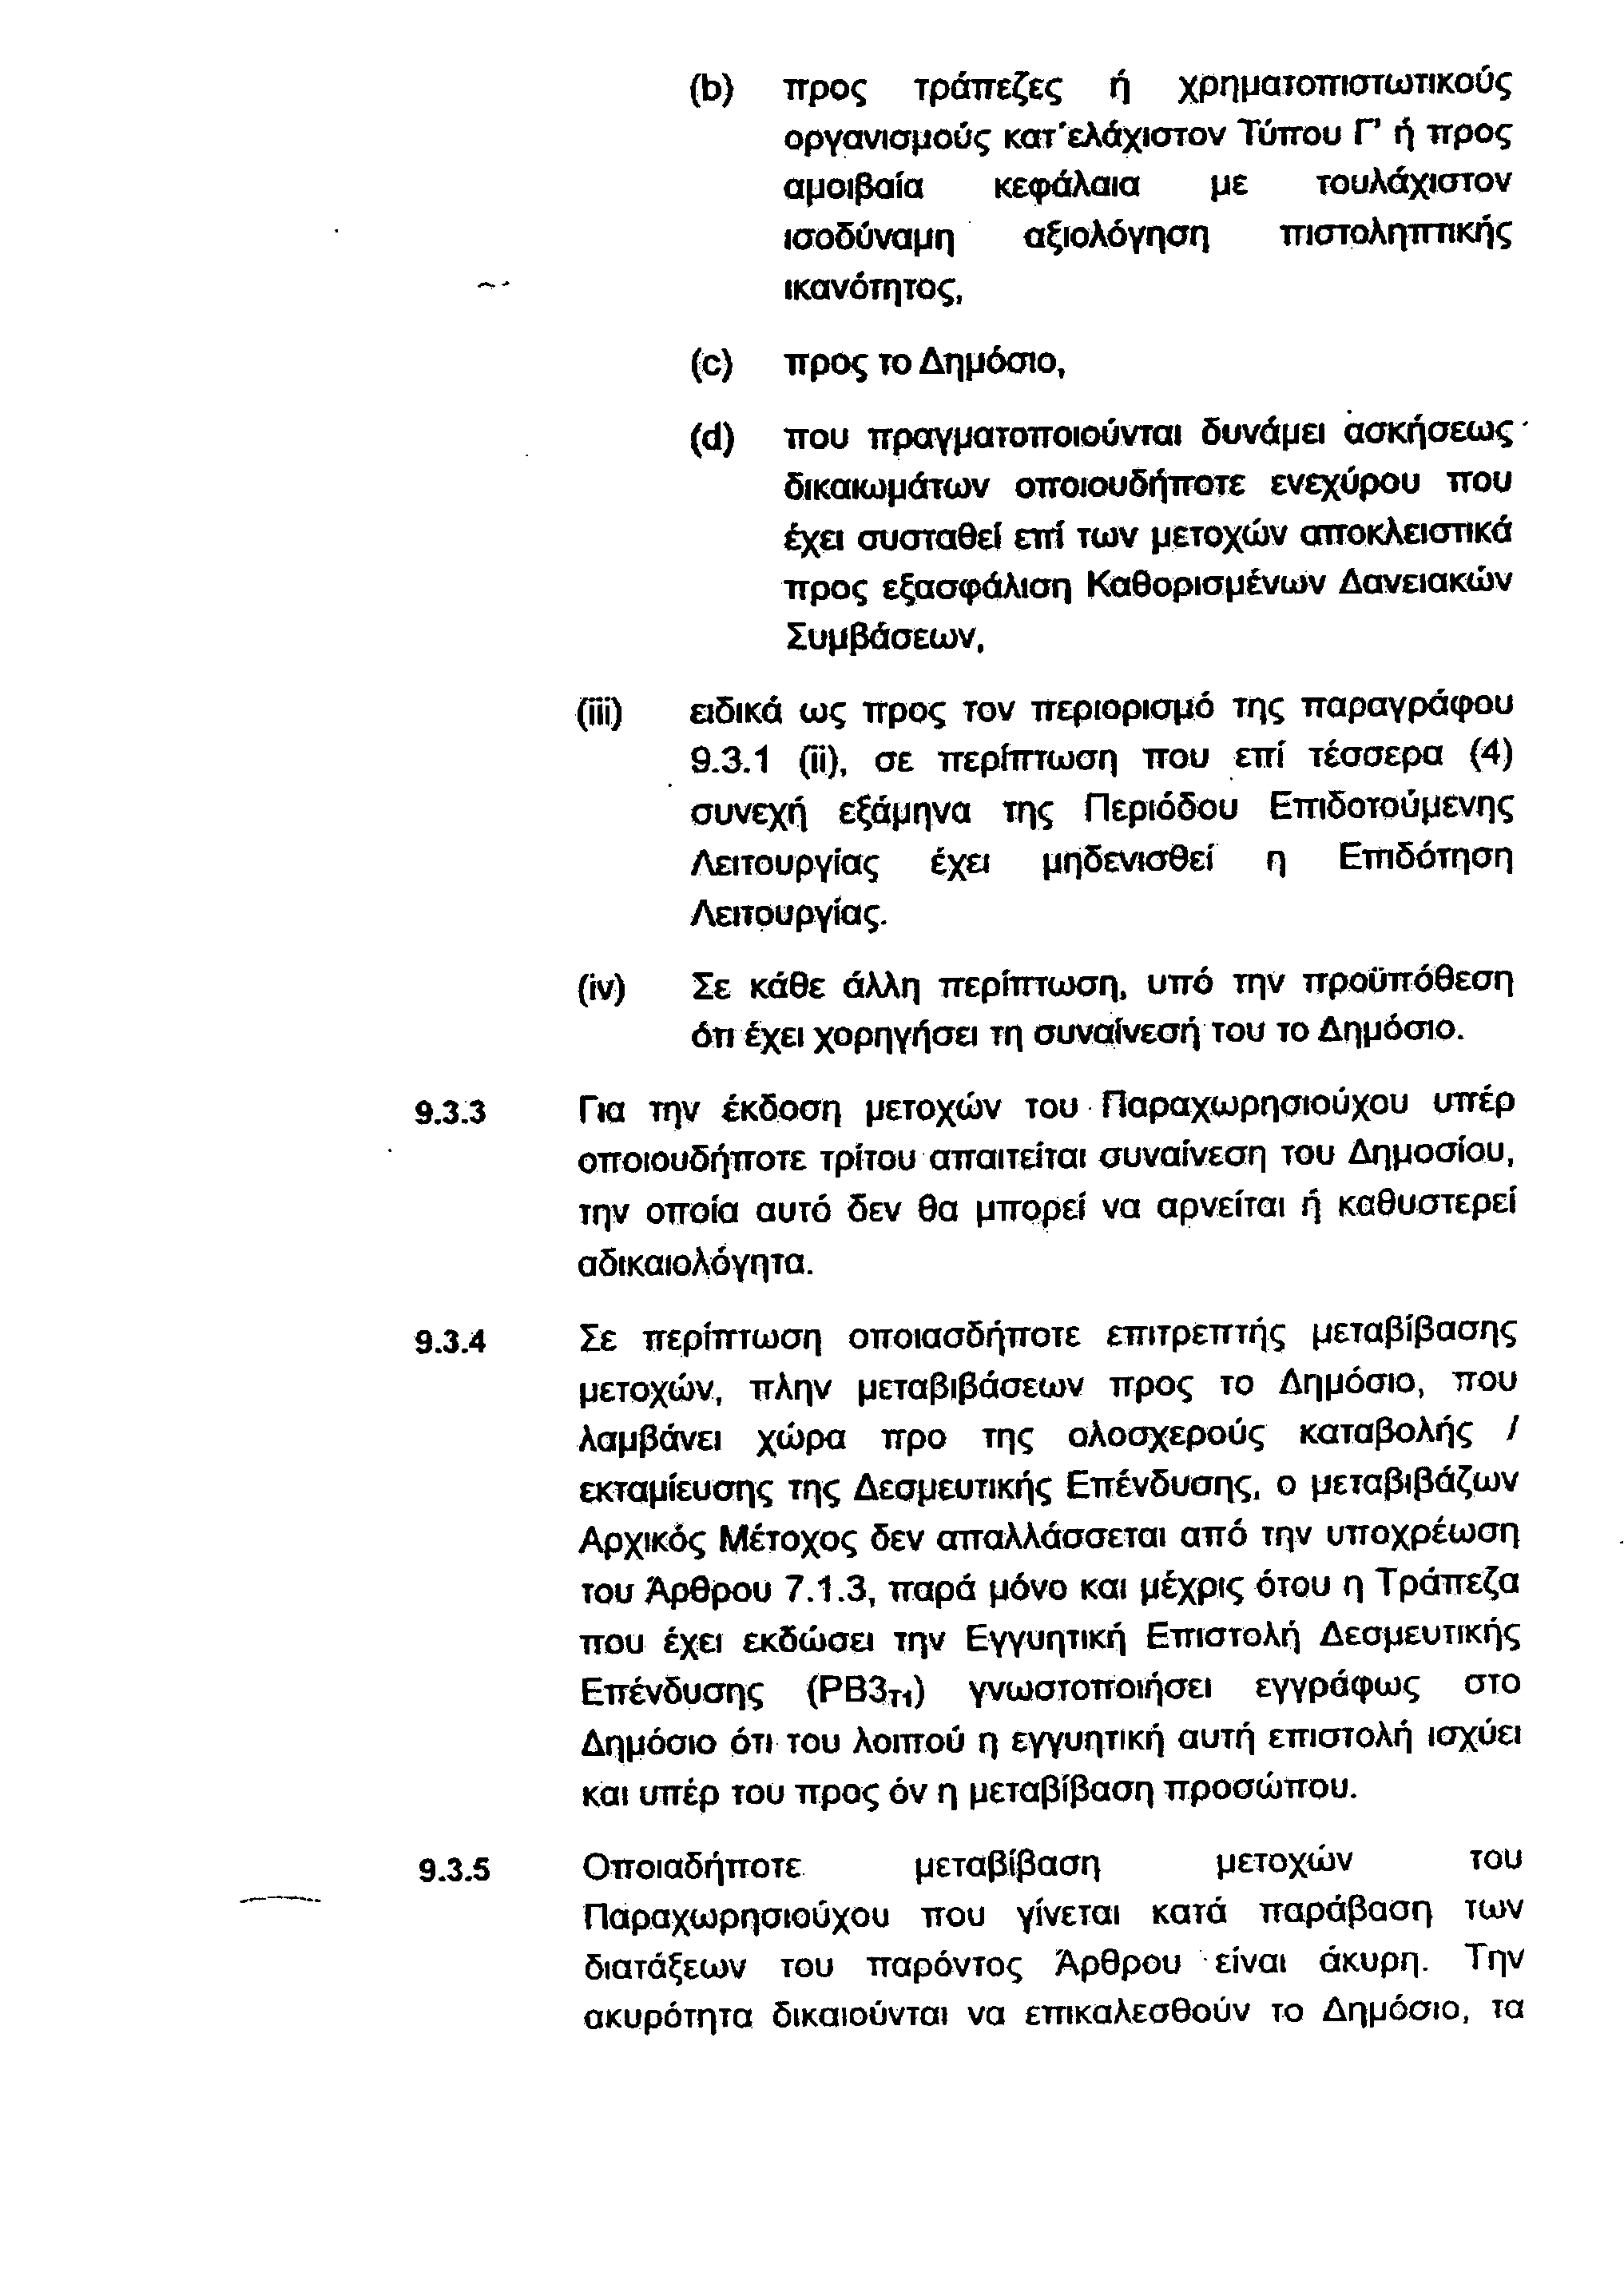 (b) προς τράπεζες ή χρηματοπιστωτικούς
οργανισμούς κατ΄ελάχιστον Τύπου Γ' ή προς
αμοιβαία κεφάλαια με τουλάχιστον
ισοδύναμη αξιολόγηση πιστοληπτικής
ικανότητος,
(c) προς το Δημόσιο,
(d) που πραγματοποιούνται δυνάμει ασκήσεως
δικαιωμάτων οποιουδήποτε ενεχύρου που
έχει συσταθεί επί των μετοχών αποκλειστικά
προς εξασφάλιση Καθορισμένων Δανειακών
Συμβάσεων,
(iii) ειδικά ως προς τον περιορισμό της παραγράφου
9.3.1 (ii), σε περίπτωση που επί τέσσερα (4)
συνεχή εξάμηνα της Περιόδου Επιδοτούμενης
Λειτουργίας έχει μηδενισθεί η Επιδότηση
Λειτουργίας.
(iv) Σε κάθε άλλη περίπτωση, υπό την προϋπόθεση
ότι έχει χορηγήσει τη συναίνεσή του το Δημόσιο.
9.3.3 Για την έκδοση μετοχών του Παραχωρησιούχου υπέρ
οποιουδήποτε τρίτου απαιτείται συναίνεση του Δημοσίου,
την οποία αυτό δεν θα μπορεί να αρνείται ή καθυστερεί
αδικαιολόγητα.
9.3.4 Σε περίπτωση οποιασδήποτε επιτρεπτής μεταβίβασης
μετοχών, πλην μεταβιβάσεων προς το Δημόσιο, που
λαμβάνει χώρα προ της ολοσχερούς καταβολής /
εκταμίευσης της Δεσμευτικής Επένδυσης, ο μεταβιβάζων
Αρχικός Μέτοχος δεν απαλλάσσεται από την υποχρέωση
του Άρθρου 7.1.3, παρά μόνο και μέχρις ότου η Τράπεζα
που έχει εκδώσει την Εγγυητική Επιστολή Δεσμευτικής
Επένδυσης (PB3T1) γνωστοποιήσει εγγράφως στο
Δημόσιο ότι του λοιπού η εγγυητική αυτή επιστολή ισχύει
και υπέρ του προς όν η μεταβίβαση προσώπου.
9.3.5 Οποιαδήποτε μεταβίβαση μετοχών του
Παραχωρησιούχου που γίνεται κατά παράβαση των
διατάξεων του παρόντος Άρθρου είναι άκυρη. Την
ακυρότητα δικαιούνται να επικαλεσθούν το Δημόσιο, τα